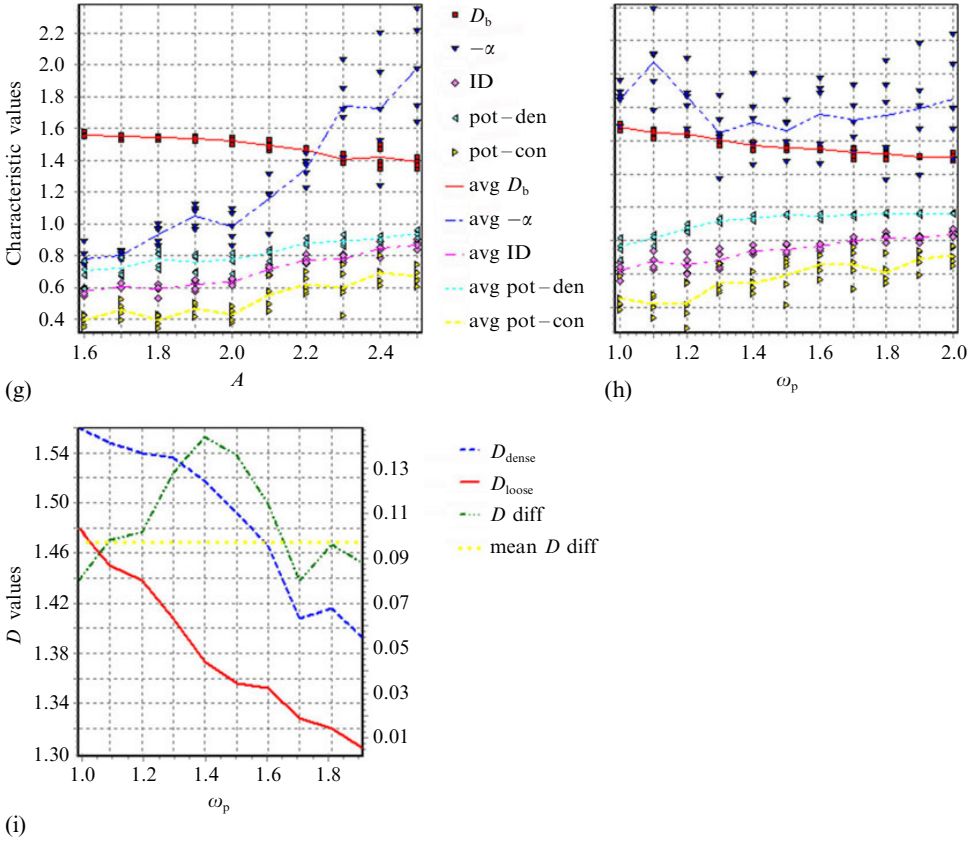 Characteristic values
2.2
2.0
1.8
1.6
1.4
1.2
1.0
0.8
0.6
0.4
1.6 1.8 2.0 2.2 2.4
A
(g)
D_b
−α
ID
pot−den
pot−con
avg D_b
avg −α
avg ID
avg pot−den
avg pot−con
1.0 1.2 1.4 1.6 1.8 2.0
ω_p
(h)
D values
1.54
1.50
1.46
1.42
1.38
1.34
1.30
0.13
0.11
0.09
0.07
0.05
0.03
0.01
1.0 1.2 1.4 1.6 1.8
ω_p
(i)
D_dense
D_loose
D diff
mean D diff